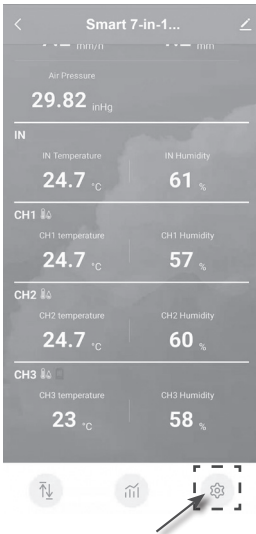 Smart 7-in-1...
mm/h mm
Air Pressure
29.82 inHg
IN
IN Temperature IN Humidity
24.7 °C 61 %
CH1
CH1 temperature CH1 Humidity
24.7 °C 57 %
CH2
CH2 temperature CH2 Humidity
24.7 °C 60 %
CH3
CH3 temperature CH3 Humidity
23 °C 58 %